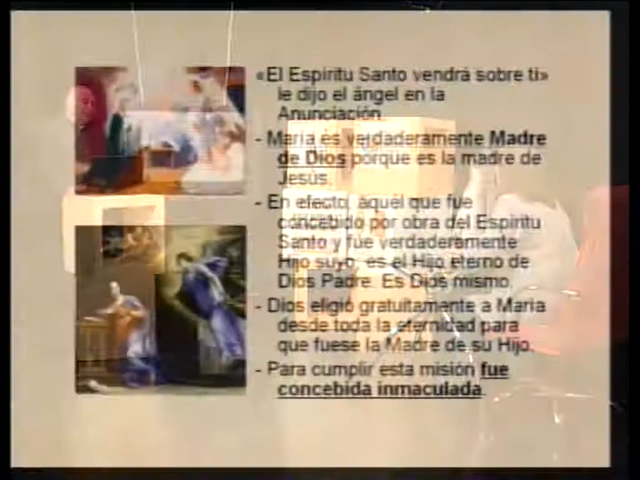 «El Espíritu Santo vendrá sobre ti»
le dijo el ángel en la
Anunciación.
- María es verdaderamente Madre
de Dios porque es la madre de
Jesús.
- En efecto, aquél que fue
concebido por obra del Espíritu
Santo y fue verdaderamente
Hijo suyo, es el Hijo eterno de
Dios Padre. Es Dios mismo.
- Dios eligió gratuitamente a María
desde toda la eternidad para
que fuese la Madre de su Hijo.
- Para cumplir esta misión fue
concebida inmaculada.